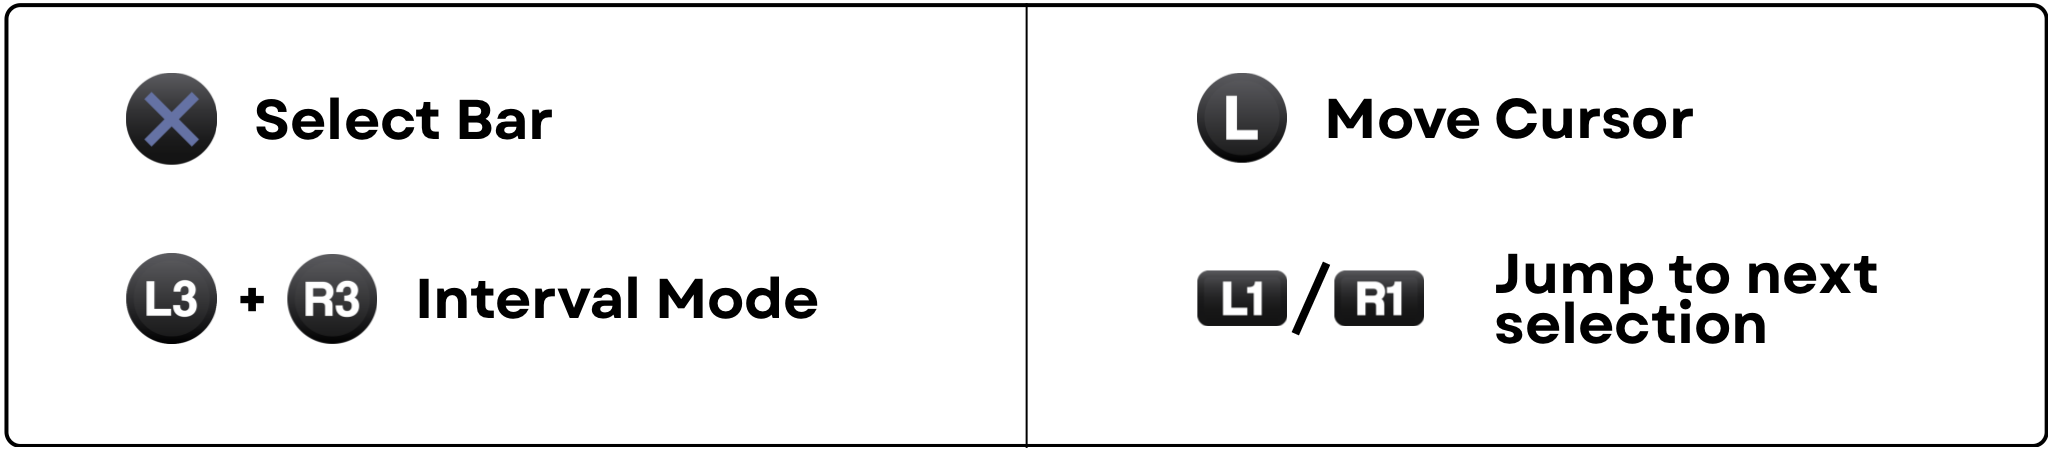 Select Bar
L3 + R3 Interval Mode
L Move Cursor
L1/R1 Jump to next
selection